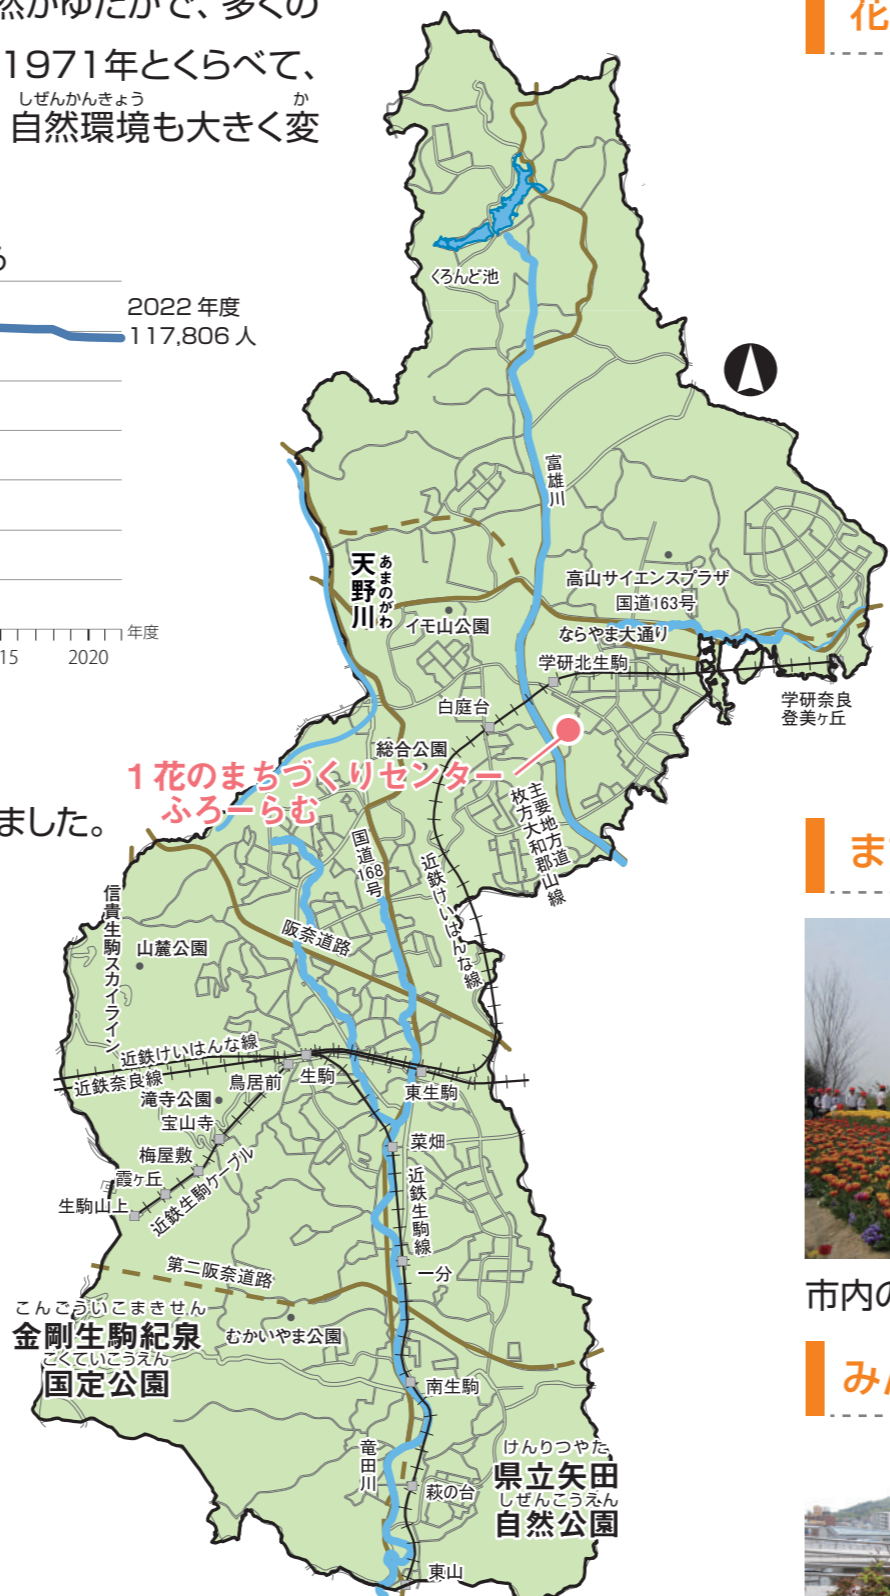 然がゆたかで、多くの
1971年とくらべて、
しぜんかんきょう
か
自然環境も大きく変
2022 年度
117,806 人
年度
15
2020
ました。
くろんど池
富雄川
あまのがわ
天野川
イモ山公園
高山サイエンスプラザ
国道163号
ならやま大通り
学研北生駒
学研奈良
登美ヶ丘
白庭台
総合公園
1 花のまちづくりセンター
ふろーらむ
主要地方道
枚方大和郡山線
国道168号
近鉄けいはんな線
阪奈道路
信貴生駒スカイライン
山麓公園
近鉄けいはんな線
近鉄奈良線
鳥居前
生駒
東生駒
滝寺公園
宝山寺
梅屋敷
霞ヶ丘
生駒山上
近鉄生駒ケーブル
菜畑
近鉄生駒線
一分
第二阪奈道路
こんごういこまきせん
金剛生駒紀泉
こくていこうえん
国定公園
むかいやま公園
南生駒
竜田川
萩の台
けんりつやた
県立矢田
しぜんこうえん
自然公園
東山
花
ま
市内の
み